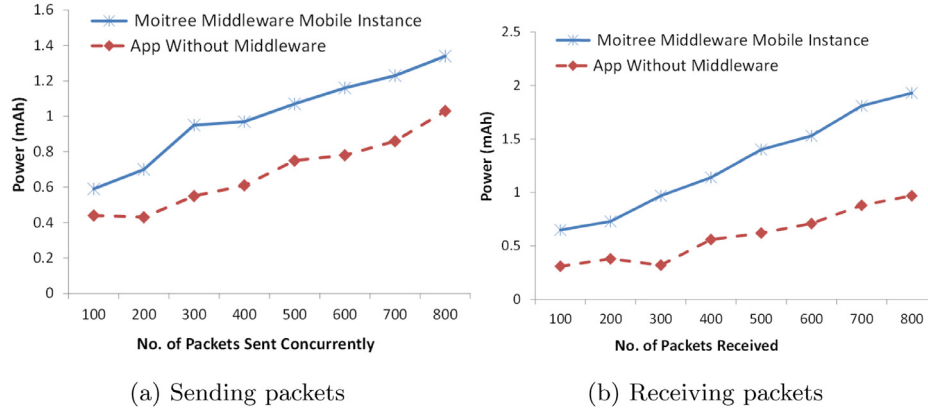 1.6
1.4
1.2
1
0.8
0.6
0.4
0.2
0
Power (mAh)
Moitree Middleware Mobile Instance
App Without Middleware
100 200 300 400 500 600 700 800
No. of Packets Sent Concurrently
(a) Sending packets
2.5
2
1.5
1
0.5
0
Power (mAh)
Moitree Middleware Mobile Instance
App Without Middleware
100 200 300 400 500 600 700 800
No. of Packets Received
(b) Receiving packets